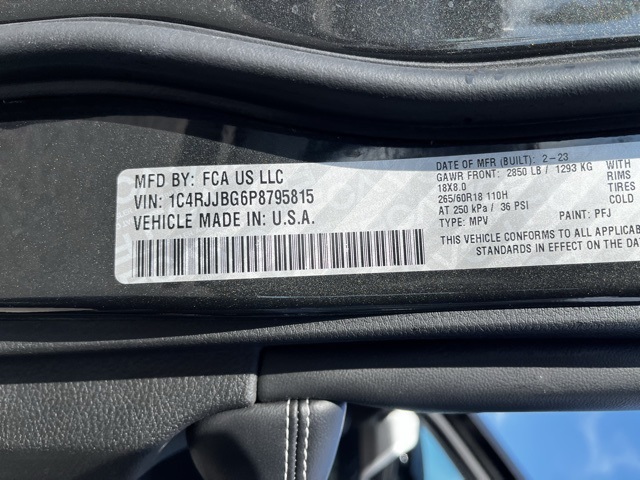 MFD BY: FCA US LLC
VIN: 1C4RJJBG6P8795815
VEHICLE MADE IN: U.S.A.
DATE OF MFR (BUILT): 2-23
GAWR FRONT: 2850 LB / 1293 KG WITH
18X8.0 RIMS
265/60R18 110H TIRES
AT 250 kPa / 36 PSI COLD
TYPE: MPV PAINT: PFJ
THIS VEHICLE CONFORMS TO ALL APPLICAB
STANDARDS IN EFFECT ON THE DA